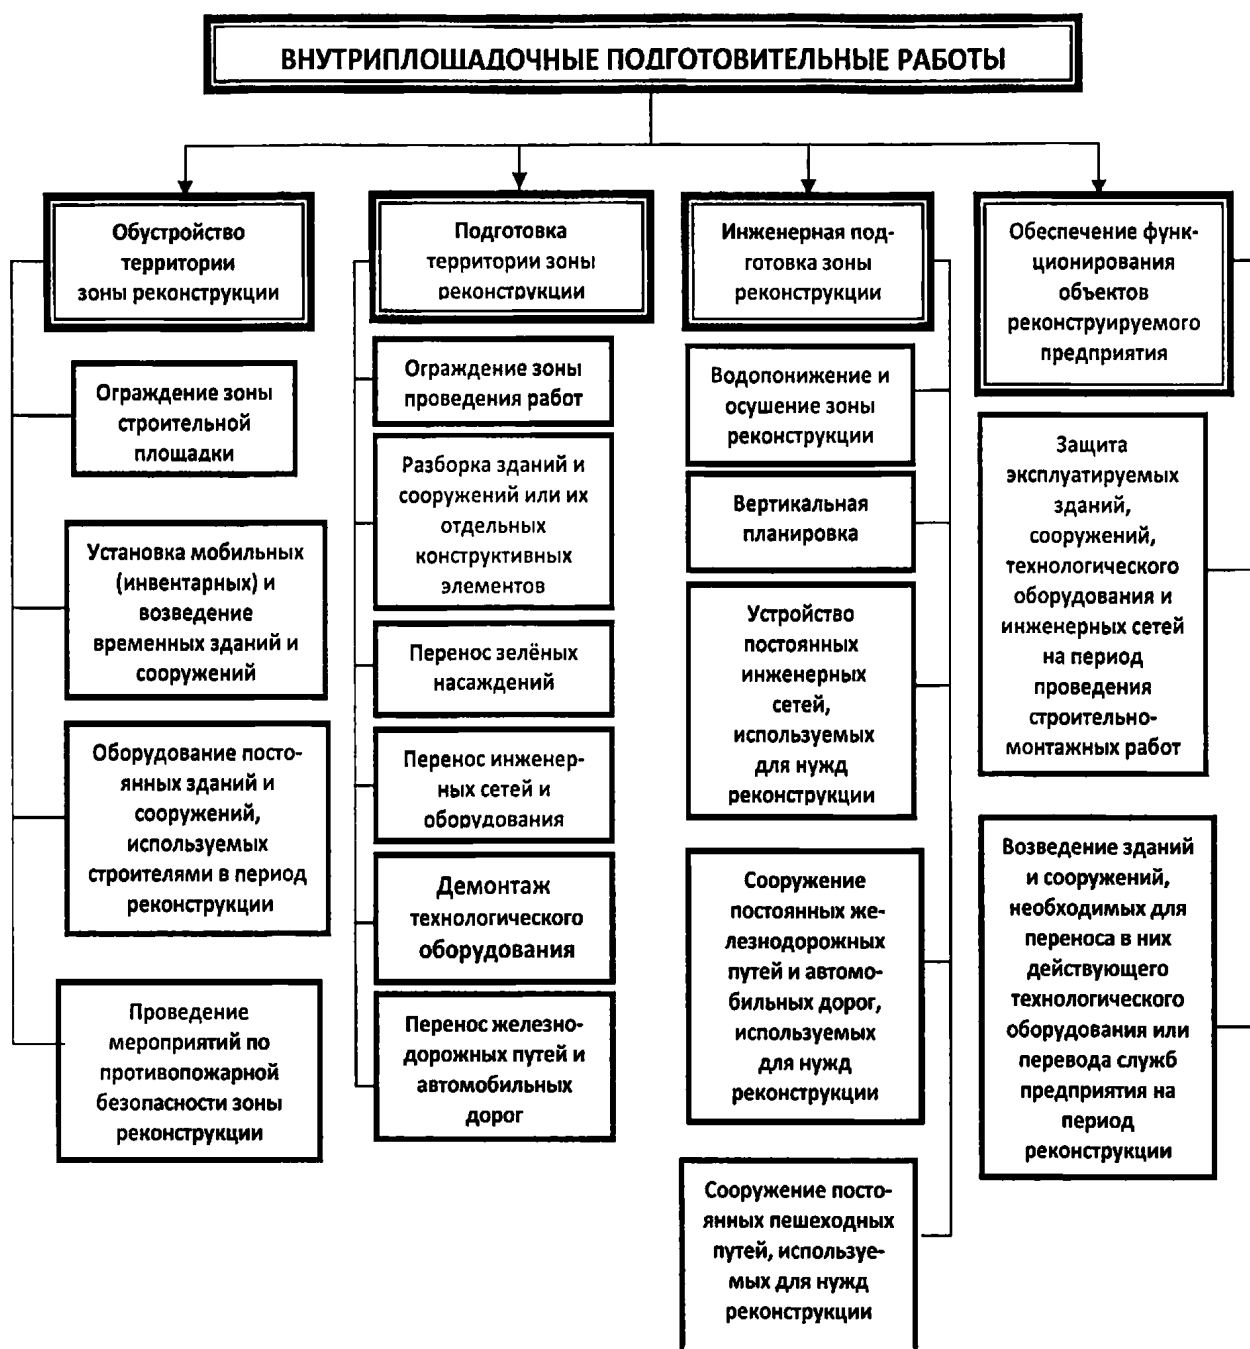 ВНУТРИПЛОШАДОЧНЫЕ ПОДГОТОВИТЕЛЬНЫЕ РАБОТЫ
Обустройство
территории
зоны реконструкции
Ограждение зоны
строительной
площадки
Установка мобильных
(инвентарных) и
возведение
временных зданий и
сооружений
Оборудование посто-
янных зданий и
сооружений,
используемых
строителями в период
реконструкции
Проведение
мероприятий по
противопожарной
безопасности зоны
реконструкции
Подготовка
территории зоны
реконструкции
Ограждение зоны
проведения работ
Разборка зданий и
сооружений или их
отдельных
конструктивных
элементов
Перенос зелёных
насаждений
Перенос инженер-
ных сетей и
оборудования
Демонтаж
технологического
оборудования
Перенос железно-
дорожных путей и
автомобильных
дорог
Инженерная под-
готовка зоны
реконструкции
Водопонижение и
осушение зоны
реконструкции
Вертикальная
планировка
Устройство
постоянных
инженерных
сетей,
используемых
для нужд
реконструкции
Сооружение
постоянных же-
лезнодорожных
путей и автомо-
бильных дорог,
используемых
для нужд
реконструкции
Сооружение посто-
янных пешеходных
путей, используе-
мых для нужд
реконструкции
Обеспечение функ-
ционирования
объектов
реконструируемого
предприятия
Защита
эксплуатируемых
зданий,
сооружений,
технологического
оборудования и
инженерных сетей
на период
проведения
строительно-
монтажных работ
Возведение зданий
и сооружений,
необходимых для
переноса в них
действующего
технологического
оборудования или
перевода служб
предприятия на
период
реконструкции